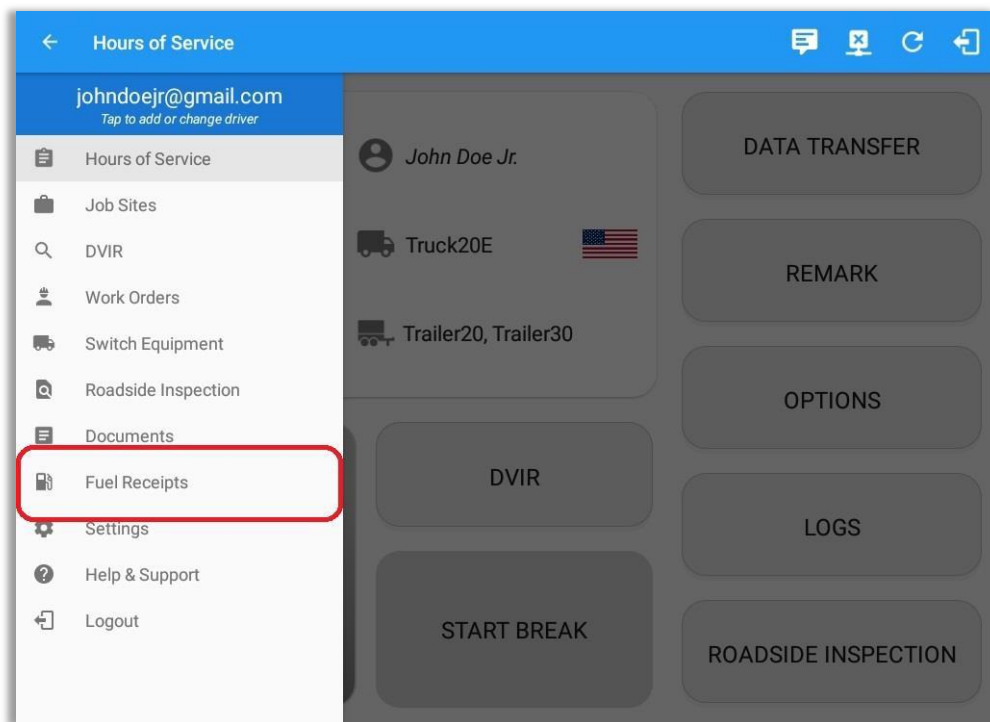 Hours of Service
johndoejr@gmail.com
Tap to add or change driver
Hours of Service
Job Sites
DVIR
Work Orders
Switch Equipment
Roadside Inspection
Documents
Fuel Receipts
Settings
Help & Support
Logout
John Doe Jr.
Truck20E
Trailer20, Trailer30
DVIR
START BREAK
DATA TRANSFER
REMARK
OPTIONS
LOGS
ROADSIDE INSPECTION